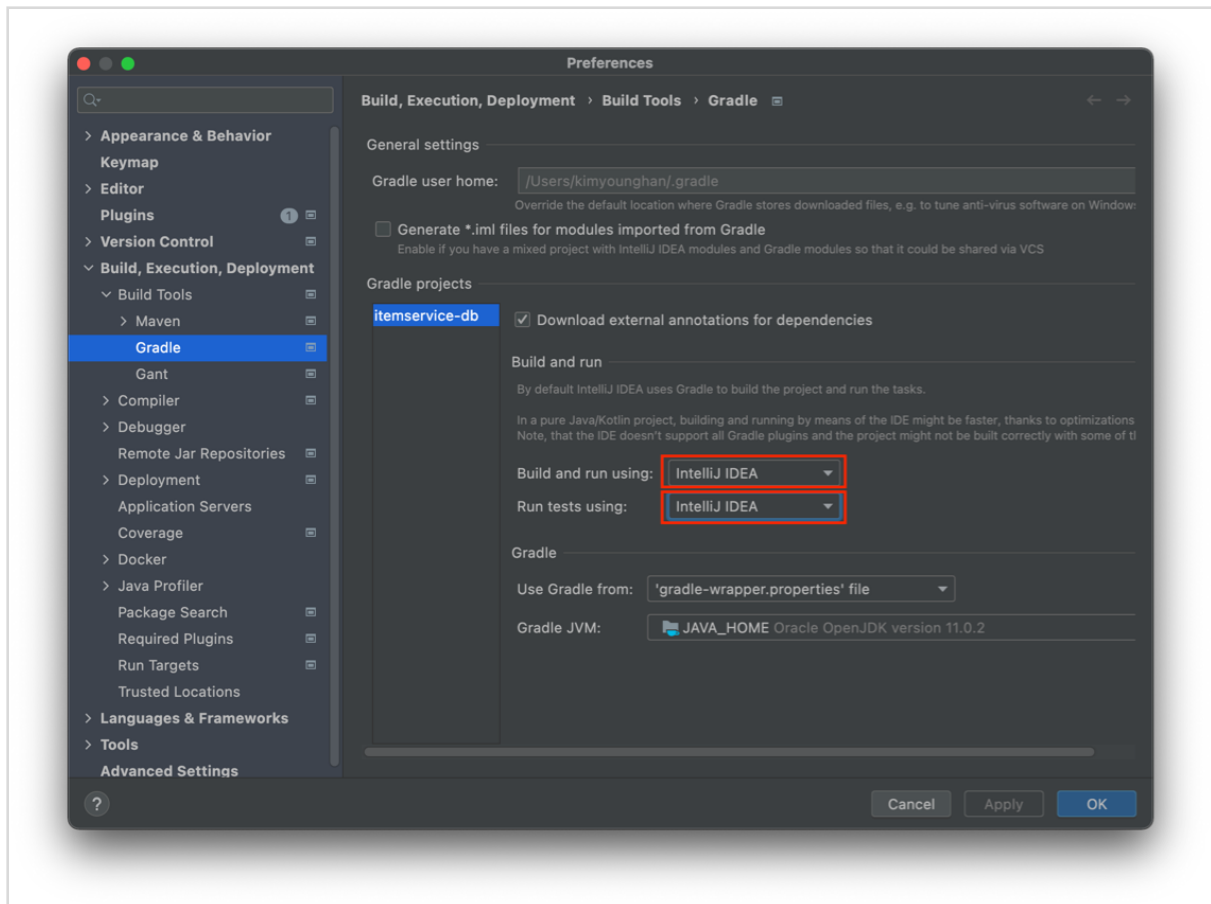 Preferences
Appearance & Behavior
Keymap
Editor
Plugins 1
Version Control
Build, Execution, Deployment
Build Tools
Maven
Gradle
Gant
Compiler
Debugger
Remote Jar Repositories
Deployment
Application Servers
Coverage
Docker
Java Profiler
Package Search
Required Plugins
Run Targets
Trusted Locations
Languages & Frameworks
Tools
Advanced Settings
Build, Execution, Deployment › Build Tools › Gradle
General settings
Gradle user home: /Users/kimyounghan/.gradle
Override the default location where Gradle stores downloaded files, e.g. to tune anti-virus software on Window
Generate *.iml files for modules imported from Gradle
Enable if you have a mixed project with IntelliJ IDEA modules and Gradle modules so that it could be shared via VCS
Gradle projects
itemservice-db
Download external annotations for dependencies
Build and run
By default IntelliJ IDEA uses Gradle to build the project and run the tasks.
In a pure Java/Kotlin project, building and running by means of the IDE might be faster, thanks to optimizations
Note, that the IDE doesn't support all Gradle plugins and the project might not be built correctly with some of
Build and run using: IntelliJ IDEA
Run tests using: IntelliJ IDEA
Gradle
Use Gradle from: 'gradle-wrapper.properties' file
Gradle JVM: JAVA_HOME Oracle OpenJDK version 11.0.2
?
Cancel
Apply
OK